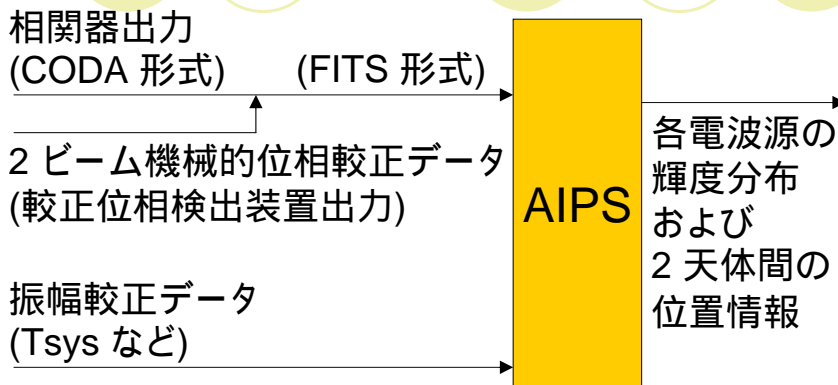 相関器出力
(CODA 形式)
(FITS 形式)
2 ビーム機械的位相較正データ
(較正位相検出装置出力)
振幅較正データ
(Tsys など)
AIPS
各電波源の
輝度分布
および
2 天体間の
位置情報